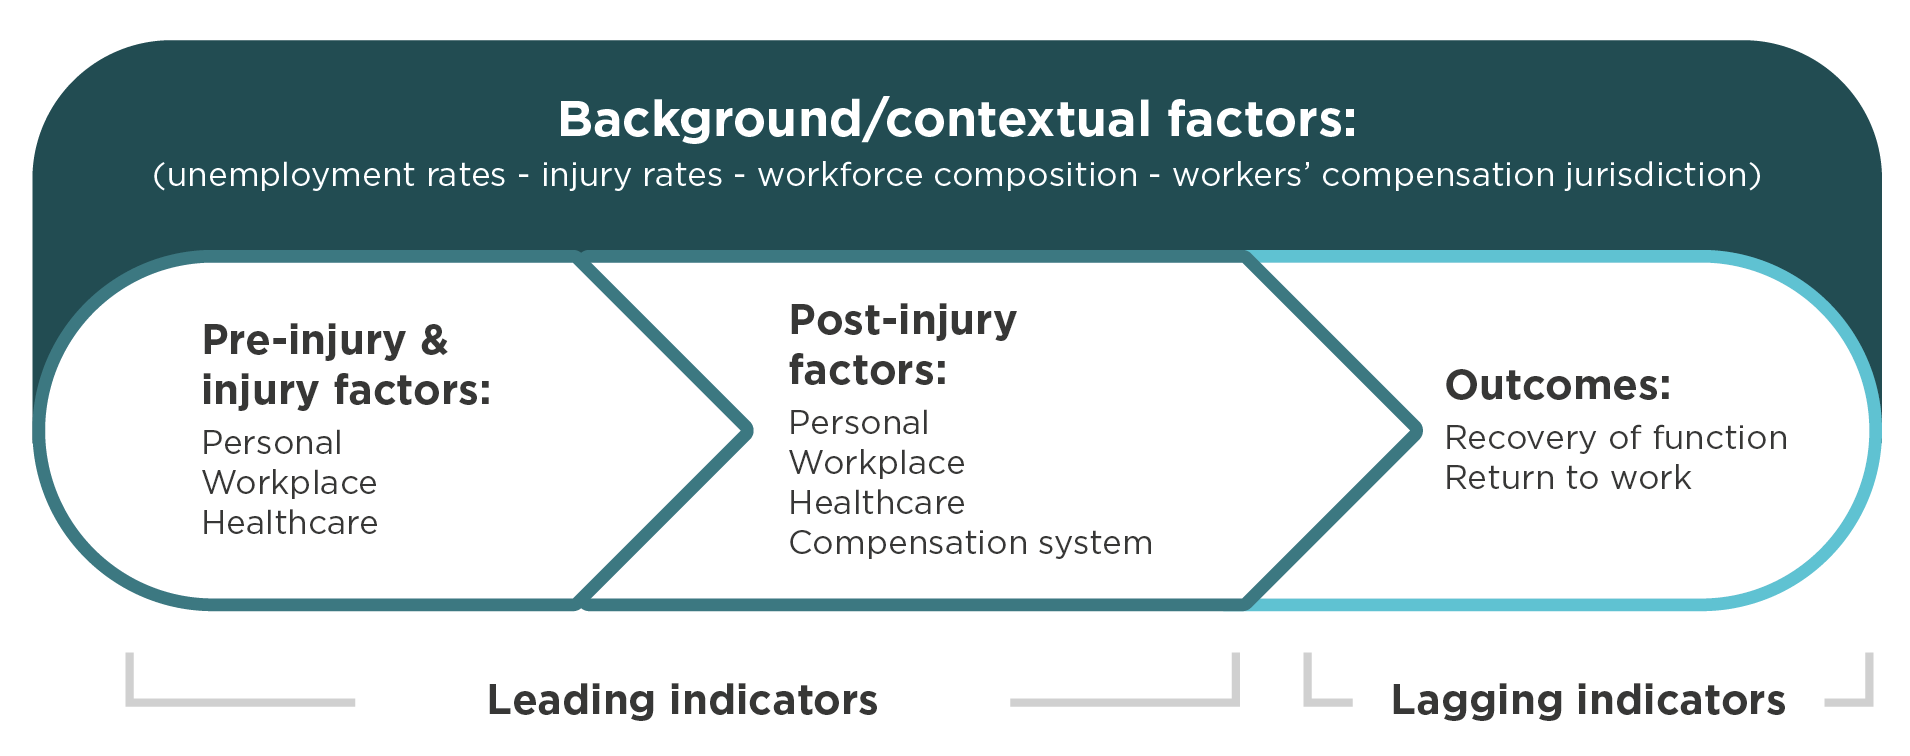 Background/contextual factors:
(unemployment rates - injury rates - workforce composition - workers’ compensation jurisdiction)
Pre-injury &
injury factors:
Personal
Workplace
Healthcare
Post-injury
factors:
Personal
Workplace
Healthcare
Compensation system
Outcomes:
Recovery of function
Return to work
Leading indicators
Lagging indicators